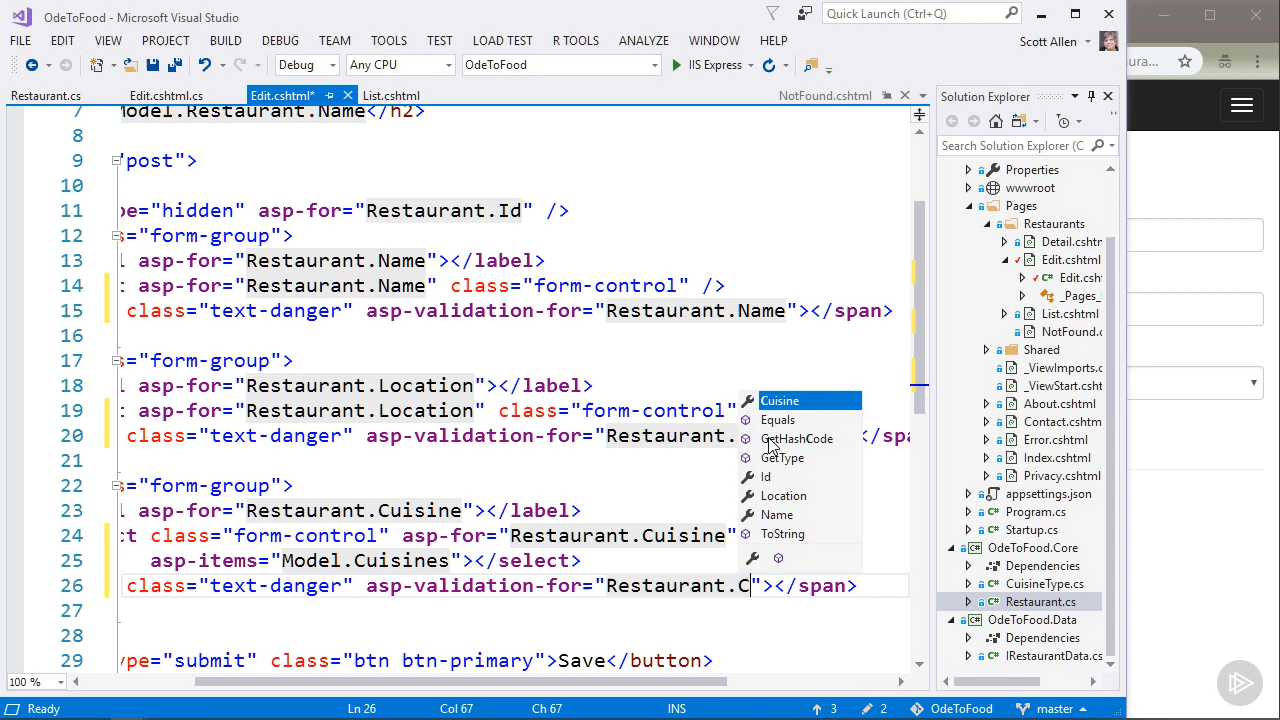 OdeToFood - Microsoft Visual Studio
Quick Launch (Ctrl+Q)
FILE EDIT VIEW PROJECT BUILD DEBUG TEAM TOOLS TEST LOAD TEST R TOOLS ANALYZE WINDOW HELP
Scott Allen
Debug Any CPU OdeToFood IIS Express
ura...
Restaurant.cs Edit.cshtml.cs Edit.cshtml* List.cshtml NotFound.cshtml
7 Model.Restaurant.Name</h2>
8
9 "post">
10
11 pe="hidden" asp-for="Restaurant.Id" />
12 s="form-group">
13 l asp-for="Restaurant.Name"></label>
14 t asp-for="Restaurant.Name" class="form-control" />
15 class="text-danger" asp-validation-for="Restaurant.Name"></span>
16
17 s="form-group">
18 l asp-for="Restaurant.Location"></label>
19 t asp-for="Restaurant.Location" class="form-control"
20 class="text-danger" asp-validation-for="Restaurant. </spa
21
22 s="form-group">
23 l asp-for="Restaurant.Cuisine"></label>
24 ct class="form-control" asp-for="Restaurant.Cuisine"
25 asp-items="Model.Cuisines"></select>
26 class="text-danger" asp-validation-for="Restaurant.C"></span>
27
28
29 ype="submit" class="btn btn-primary">Save</button>
Cuisine
Equals
GetHashCode
GetType
Id
Location
Name
ToString
100 %
Solution Explorer
Search Solution Explorer (C
Properties
wwwroot
Pages
Restaurants
Detail.cshtm
Edit.cshtml
Edit.csh
_Pages_
List.cshtml
NotFound.c
Shared
_ViewImports.c
_ViewStart.csht
About.cshtml
Contact.cshtml
Error.cshtml
Index.cshtml
Privacy.cshtml
appsettings.json
Program.cs
Startup.cs
OdeToFood.Core
Dependencies
CuisineType.cs
Restaurant.cs
OdeToFood.Data
Dependencies
IRestaurantData.cs
Ready Ln 26 Col 67 Ch 67 INS 3 2 OdeToFood master